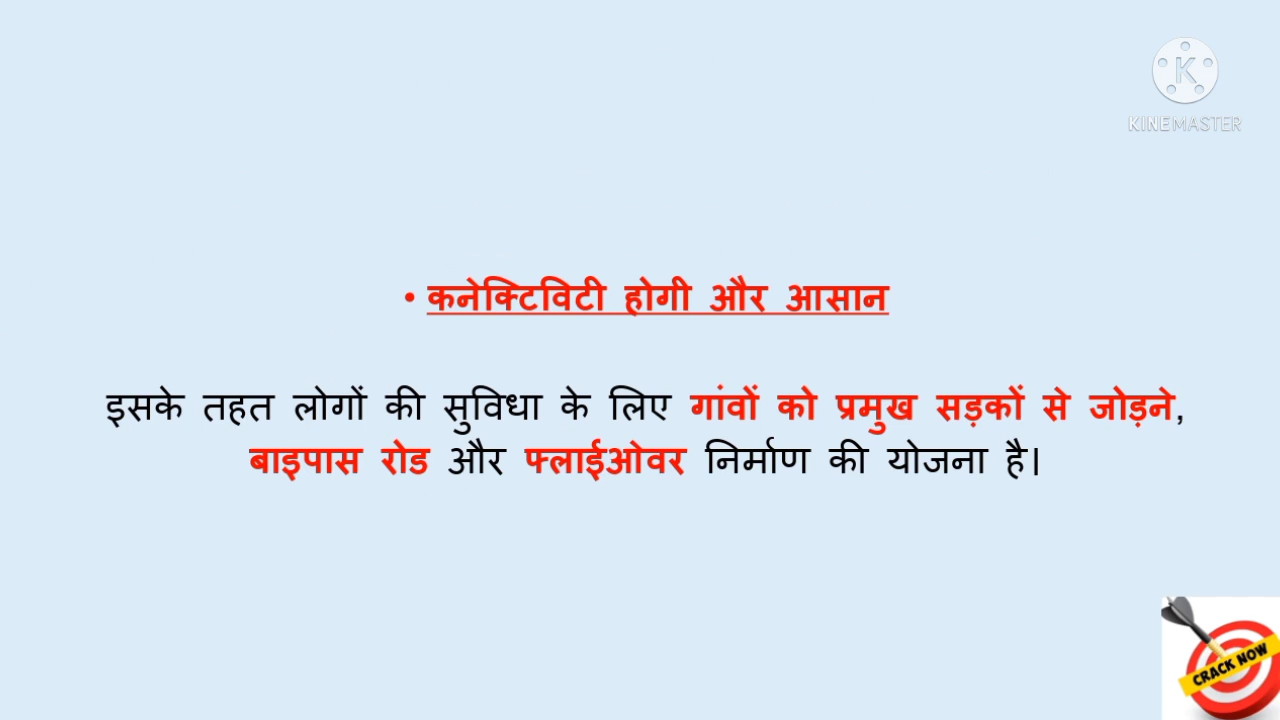 K
KINEMASTER
• कनेक्टिविटी होगी और आसान
इसके तहत लोगों की सुविधा के लिए गांवों को प्रमुख सड़कों से जोड़ने,
बाइपास रोड और फ्लाईओवर निर्माण की योजना है।
CRACK NOW